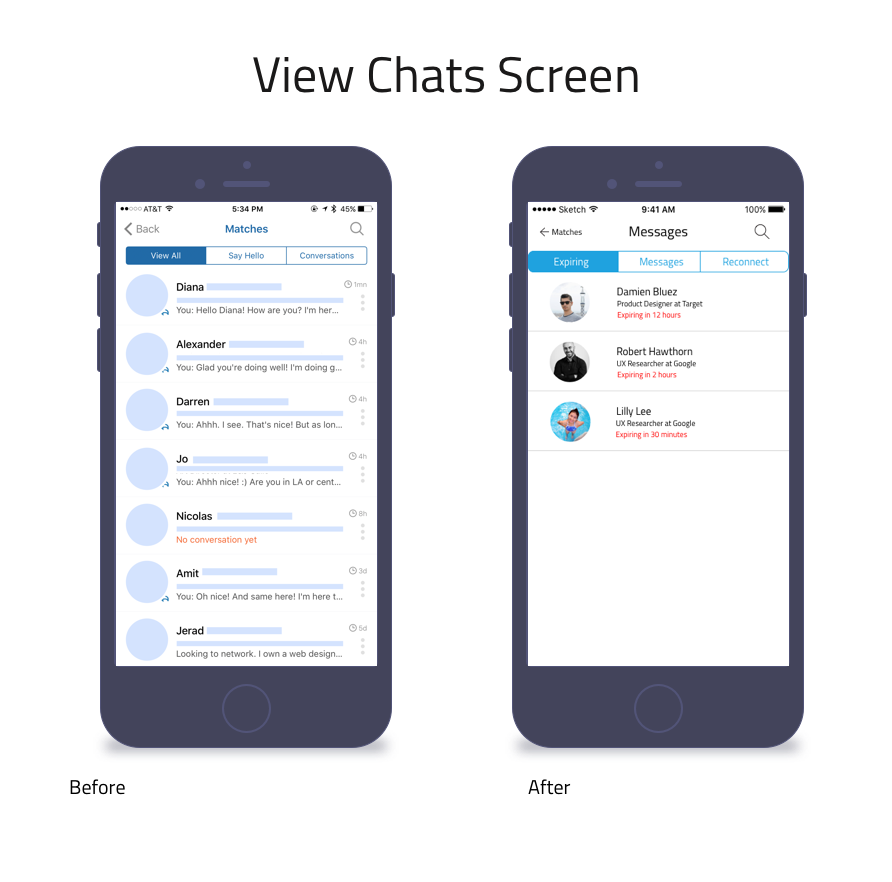 View Chats Screen
AT&T
5:34 PM
45%
Back
Matches
View All
Say Hello
Conversations
Diana
1mn
You: Hello Diana! How are you? I'm her...
Alexander
4h
You: Glad you're doing well! I'm doing g...
Darren
4h
You: Ahhh. I see. That's nice! But as lon...
Jo
4h
You: Ahhh nice! :) Are you in LA or cent...
Nicolas
8h
No conversation yet
Amit
3d
You: Oh nice! And same here! I'm here t...
Jerad
5d
Looking to network. I own a web design...
Before
Sketch
9:41 AM
100%
Matches
Messages
Expiring
Messages
Reconnect
Damien Bluez
Product Designer at Target
Expiring in 12 hours
Robert Hawthorn
UX Researcher at Google
Expiring in 2 hours
Lilly Lee
UX Researcher at Google
Expiring in 30 minutes
After